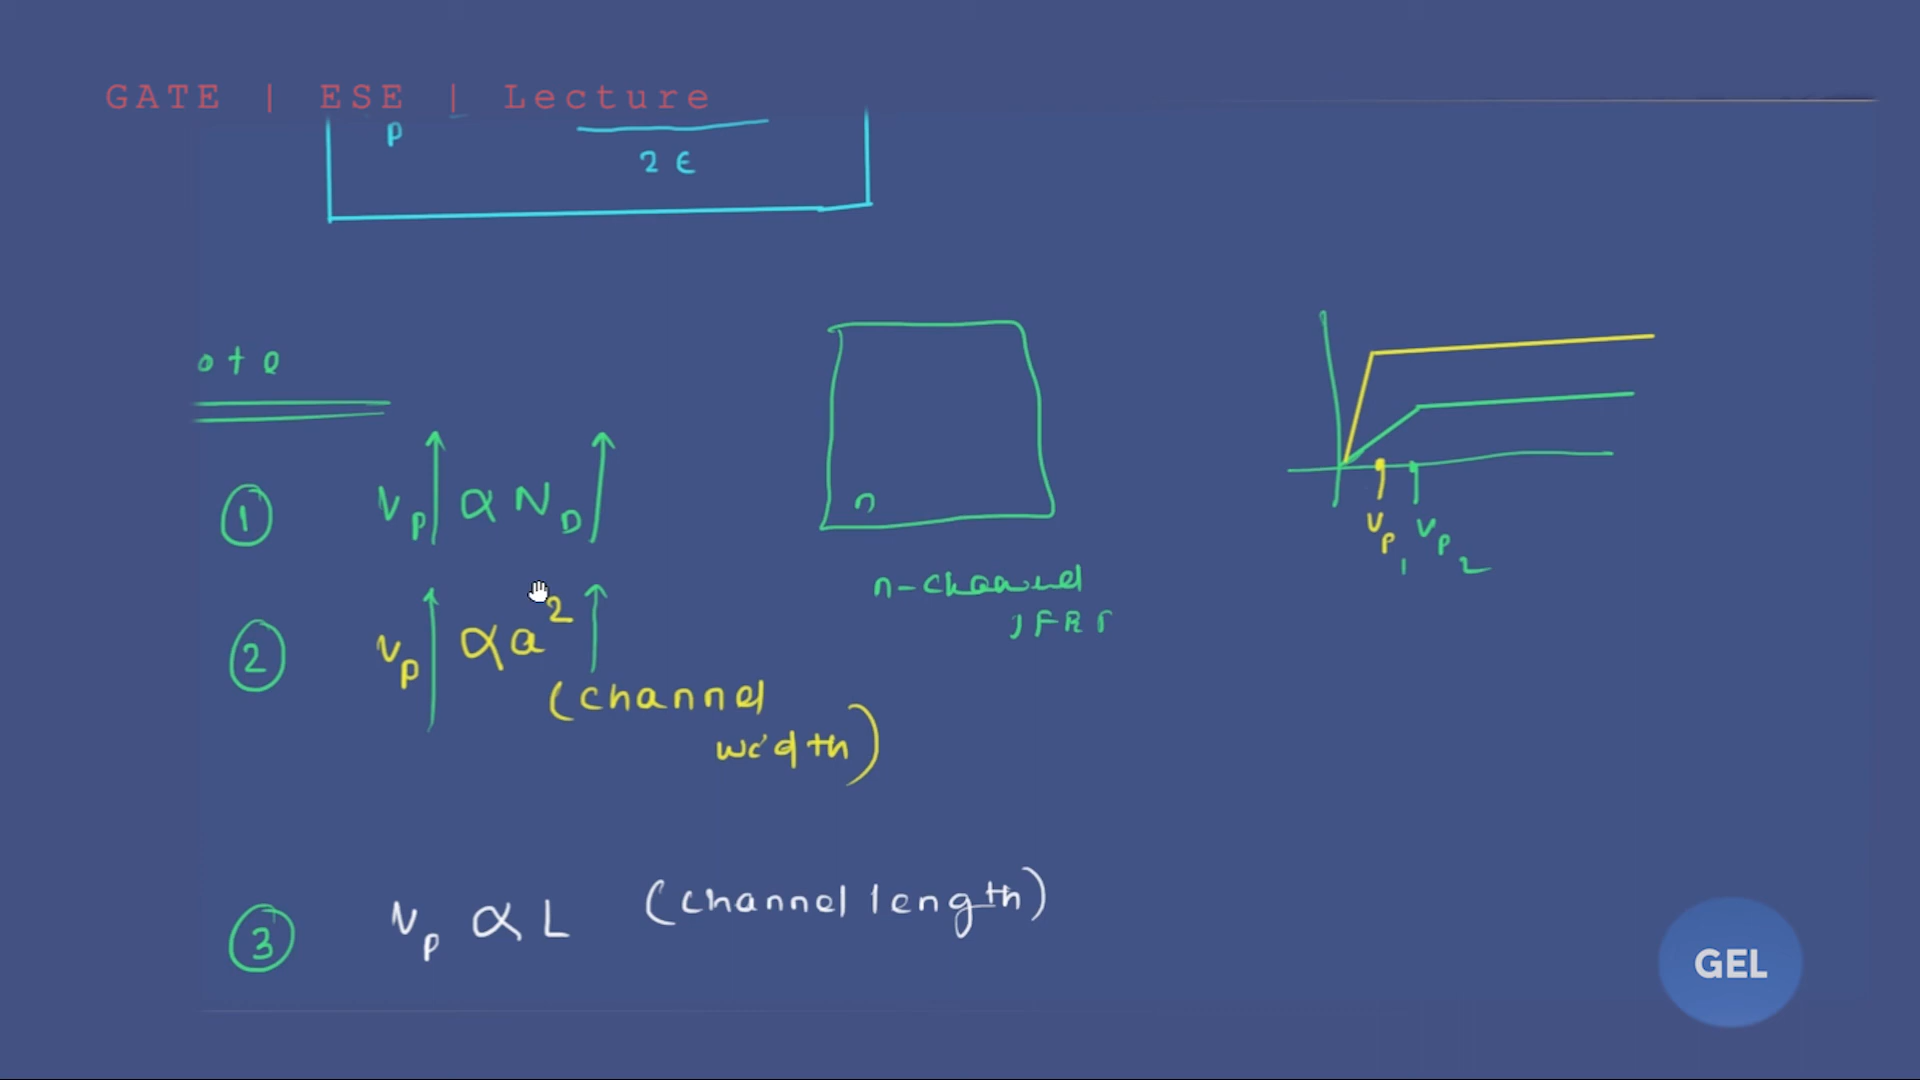 GATE | ESE | Lecture
p
2 ϵ
ote
① Vp ∝ ND
n
n-channel
JFET
Vp1 Vp2
② Vp ∝ a²
(channel
width)
③ Vp ∝ L (channel length)
GEL